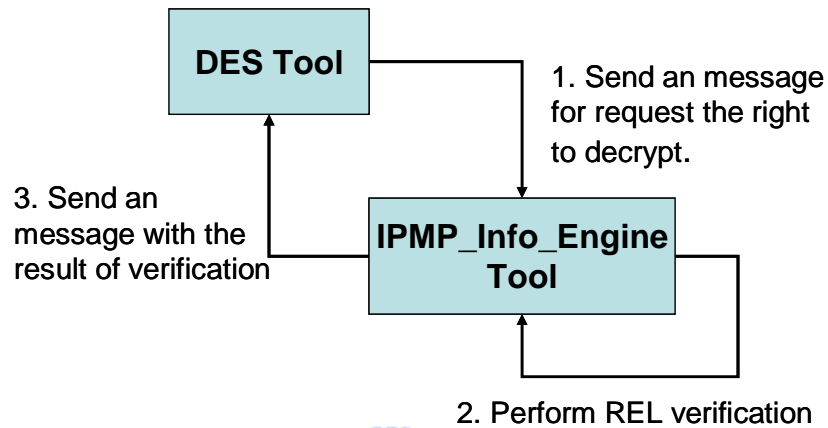 DES Tool
1. Send an message
for request the right
to decrypt.
3. Send an
message with the
result of verification
IPMP_Info_Engine
Tool
2. Perform REL verification